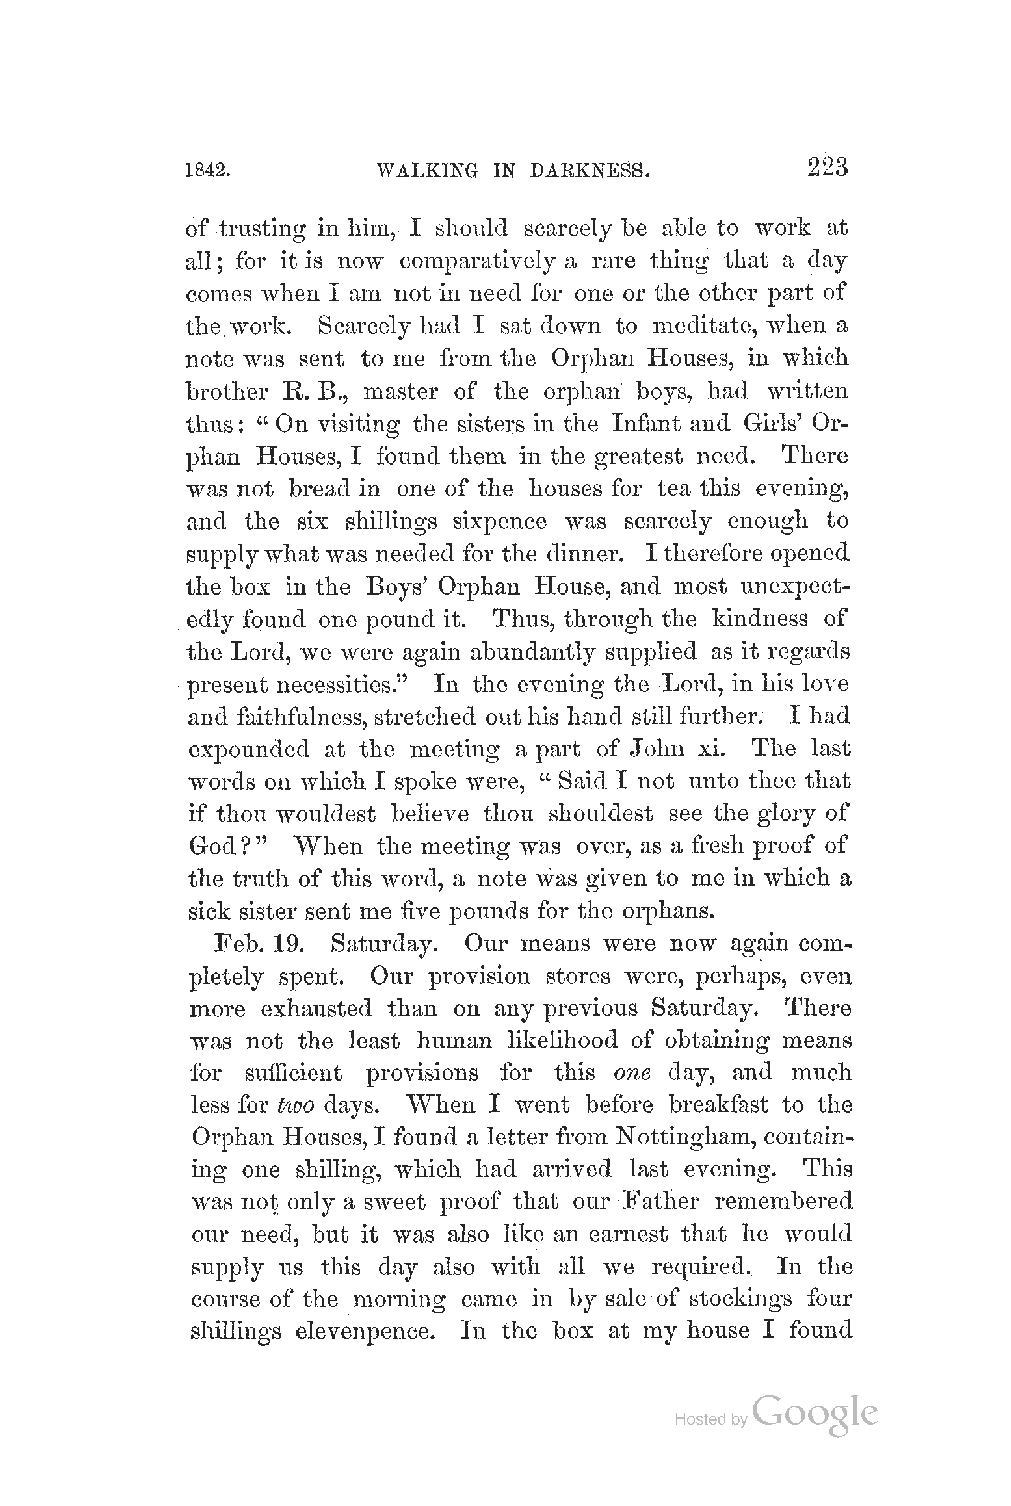 1842. WALKING IN DARKNESS. 223
of trusting in him, I should scarcely be able to work at
all; for it is now comparatively a rare thing that a day
comes when I am not in need for one or the other part of
the work. Scarcely had I sat down to meditate, when a
note was sent to me from the Orphan Houses, in which
brother R. B., master of the orphan boys, had written
thus: “ On visiting the sisters in the Infant and Girls’ Or-
phan Houses, I found them in the greatest need. There
was not bread in one of the houses for tea this evening,
and the six shillings sixpence was scarcely enough to
supply what was needed for the dinner. I therefore opened
the box in the Boys’ Orphan House, and most unexpect-
edly found one pound it. Thus, through the kindness of
the Lord, we were again abundantly supplied as it regards
present necessities.” In the evening the Lord, in his love
and faithfulness, stretched out his hand still further. I had
expounded at the meeting a part of John xi. The last
words on which I spoke were, “ Said I not unto thee that
if thou wouldest believe thou shouldest see the glory of
God?” When the meeting was over, as a fresh proof of
the truth of this word, a note was given to me in which a
sick sister sent me five pounds for the orphans.
Feb. 19. Saturday. Our means were now again com-
pletely spent. Our provision stores were, perhaps, even
more exhausted than on any previous Saturday. There
was not the least human likelihood of obtaining means
for sufficient provisions for this one day, and much
less for two days. When I went before breakfast to the
Orphan Houses, I found a letter from Nottingham, contain-
ing one shilling, which had arrived last evening. This
was not only a sweet proof that our Father remembered
our need, but it was also like an earnest that he would
supply us this day also with all we required. In the
course of the morning came in by sale of stockings four
shillings elevenpence. In the box at my house I found
Hosted by Google